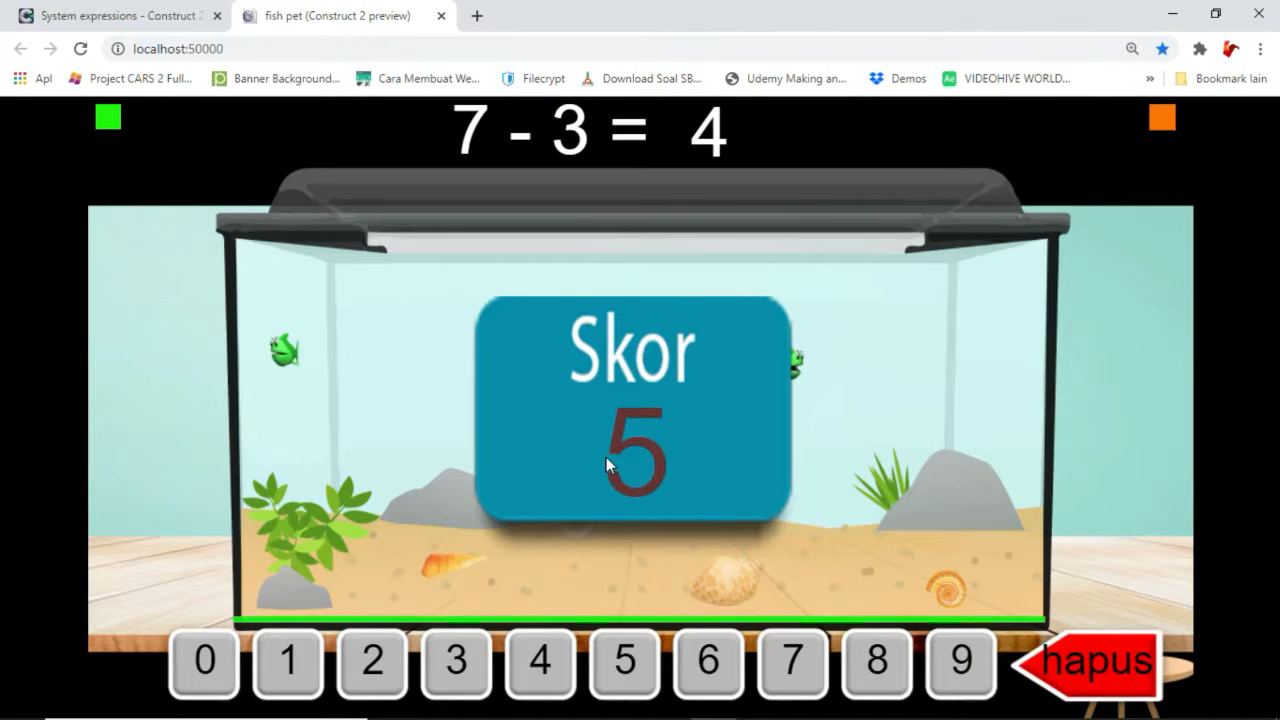 System expressions - Construct 2
fish pet (Construct 2 preview)
localhost:50000
Apl
Project CARS 2 Full...
Banner Background...
Cara Membuat We...
Filecrypt
Download Soal SB...
Udemy Making an...
Demos
Ae
VIDEOHIVE WORLD...
»
Bookmark lain
7 - 3 = 4
Skor
5
0 1 2 3 4 5 6 7 8 9 hapus